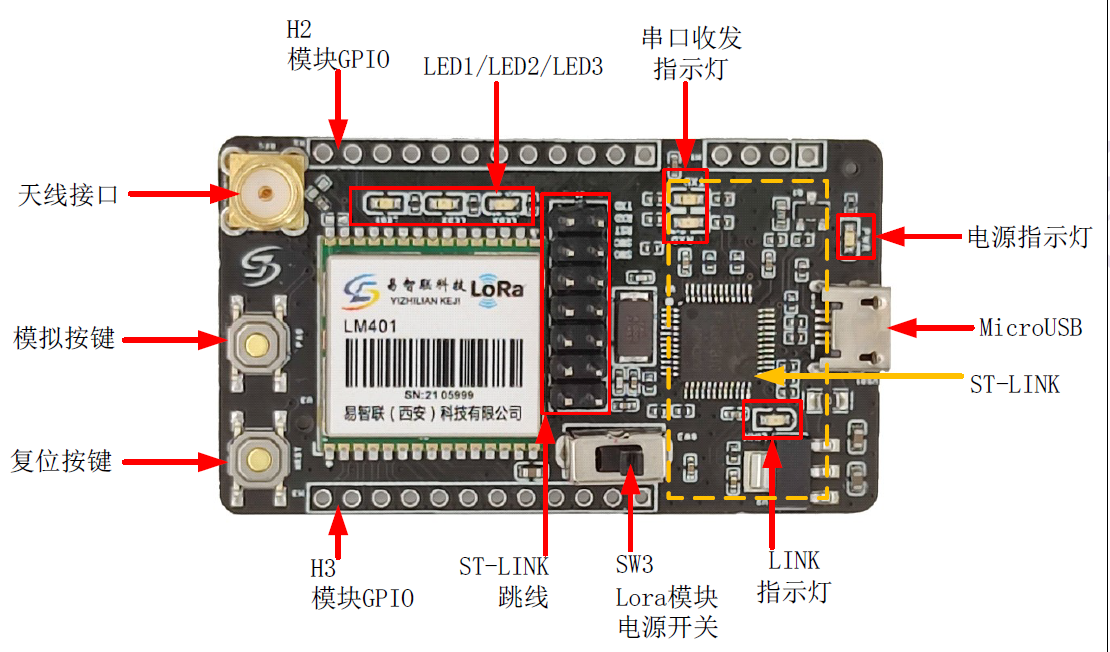 H2
模块GPIO
LED1/LED2/LED3
串口收发
指示灯
天线接口
电源指示灯
易智联科技 LoRa
YIZHILIAN KEJI
LM401
模拟按键
MicroUSB
ST-LINK
SN:2105999
易智联（西安）科技有限公司
复位按键
H3
模块GPIO
ST-LINK
跳线
SW3
Lora模块
电源开关
LINK
指示灯